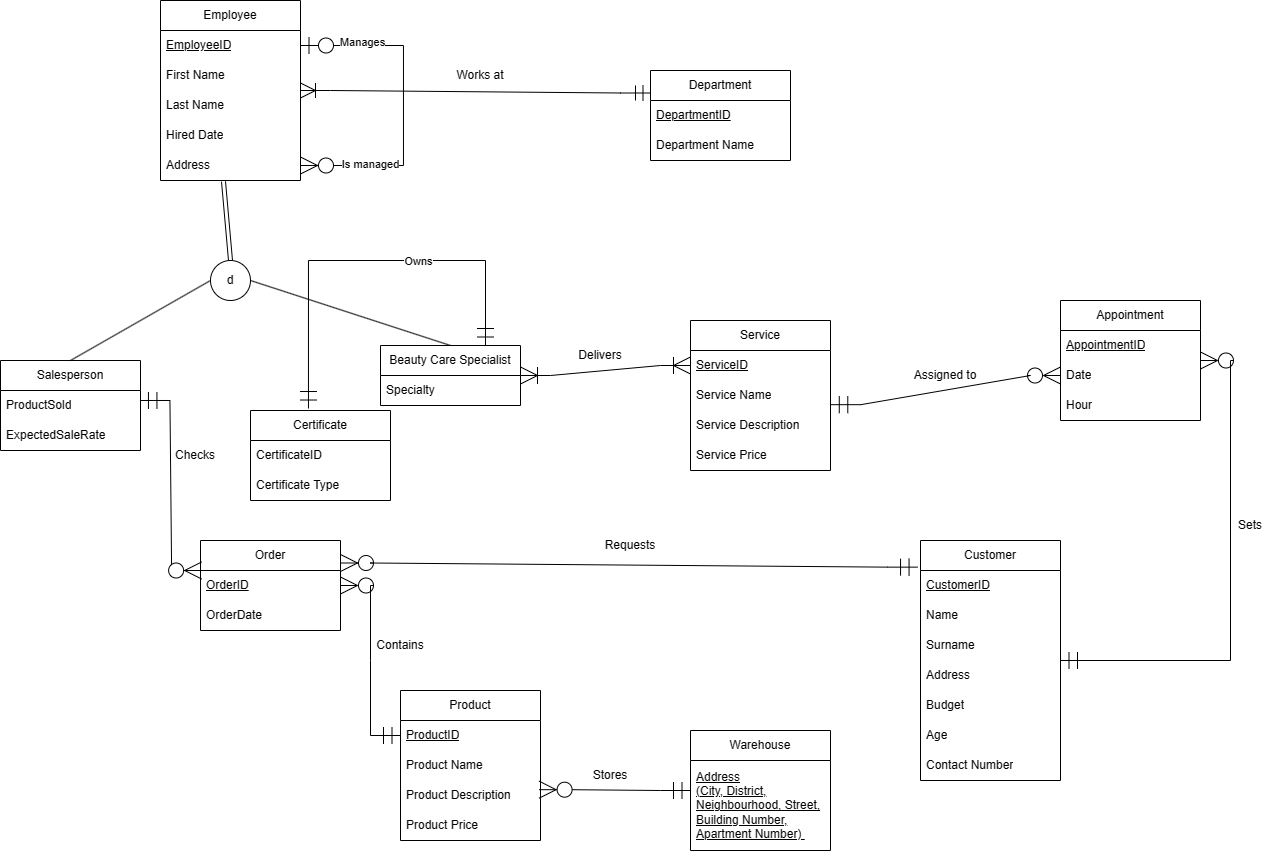 Employee
EmployeeID
First Name
Last Name
Hired Date
Address
Manages
Is managed
Works at
Department
DepartmentID
Department Name
d
Owns
Salesperson
ProductSold
ExpectedSaleRate
Checks
Certificate
CertificateID
Certificate Type
Beauty Care Specialist
Specialty
Delivers
Service
ServiceID
Service Name
Service Description
Service Price
Assigned to
Appointment
AppointmentID
Date
Hour
Sets
Order
OrderID
OrderDate
Requests
Contains
Customer
CustomerID
Name
Surname
Address
Budget
Age
Contact Number
Product
ProductID
Product Name
Product Description
Product Price
Stores
Warehouse
Address
(City, District,
Neighbourhood, Street,
Building Number,
Apartment Number)